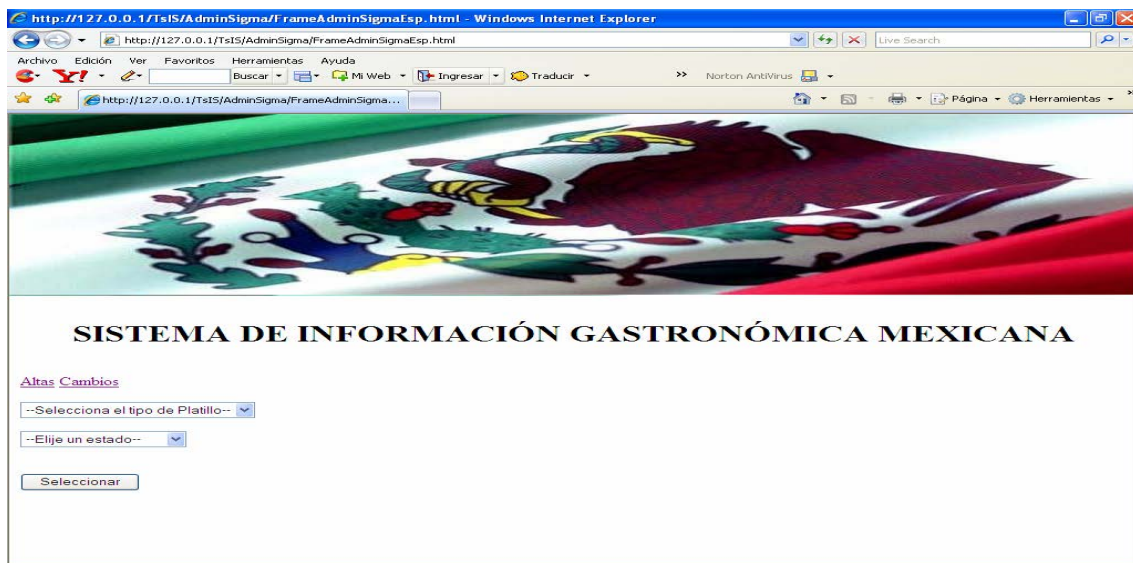 http://127.0.0.1/TsIS/AdminSigma/FrameAdminSigmaEsp.html - Windows Internet Explorer
http://127.0.0.1/TsIS/AdminSigma/FrameAdminSigmaEsp.html Live Search
Archivo Edición Ver Favoritos Herramientas Ayuda
Y! Buscar Mi Web Ingresar Traducir >> Norton AntiVirus
http://127.0.0.1/TsIS/AdminSigma/FrameAdminSigma... Página Herramientas >>
SISTEMA DE INFORMACIÓN GASTRONÓMICA MEXICANA
Altas Cambios
--Selecciona el tipo de Platillo--
--Elije un estado--
Seleccionar